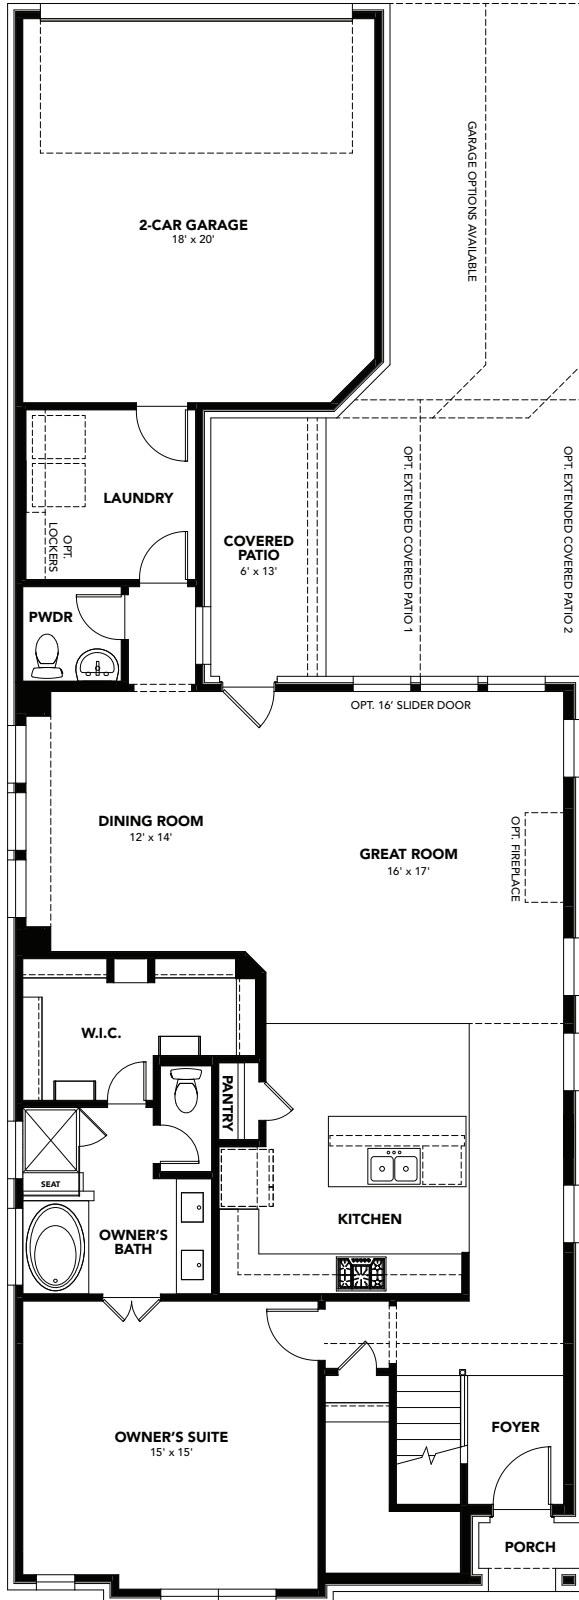 2-CAR GARAGE
18' x 20'
GARAGE OPTIONS AVAILABLE
LAUNDRY
OPT.
LOCKERS
COVERED
PATIO
6' x 13'
OPT. EXTENDED COVERED PATIO 1
OPT. EXTENDED COVERED PATIO 2
PWDR
OPT. 16' SLIDER DOOR
DINING ROOM
12' x 14'
GREAT ROOM
16' x 17'
OPT. FIREPLACE
W.I.C.
PANTRY
SEAT
OWNER'S
BATH
KITCHEN
OWNER'S SUITE
15' x 15'
FOYER
PORCH